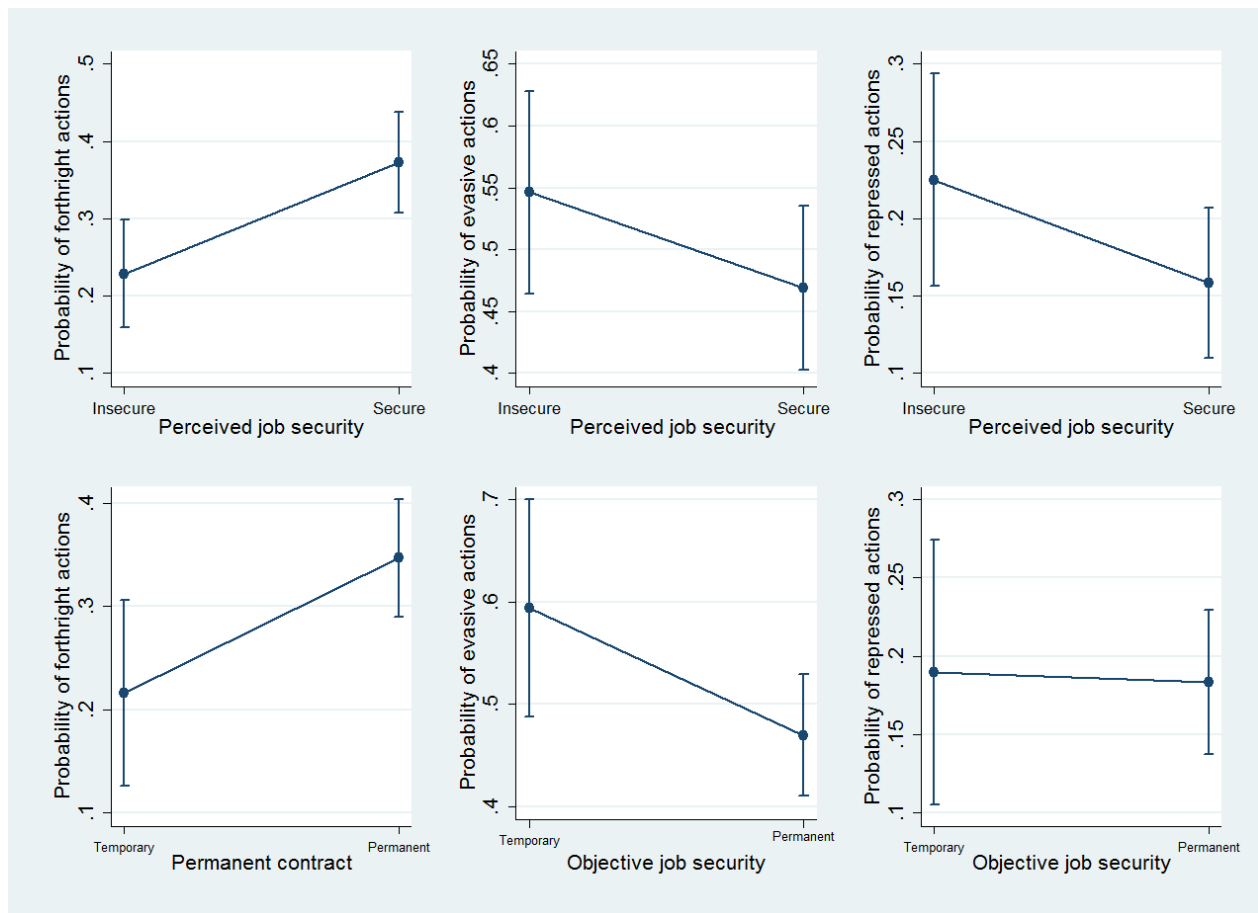 Probability of forthright actions
.5
.4
.3
.2
.1
Insecure Secure
Perceived job security
Probability of evasive actions
.65
.6
.55
.5
.45
.4
Insecure Secure
Perceived job security
Probability of repressed actions
.3
.25
.2
.15
.1
Insecure Secure
Perceived job security
Probability of forthright actions
.4
.3
.2
.1
Temporary Permanent
Permanent contract
Probability of evasive actions
.7
.6
.5
.4
Temporary Permanent
Objective job security
Probability of repressed actions
.3
.25
.2
.15
.1
Temporary Permanent
Objective job security